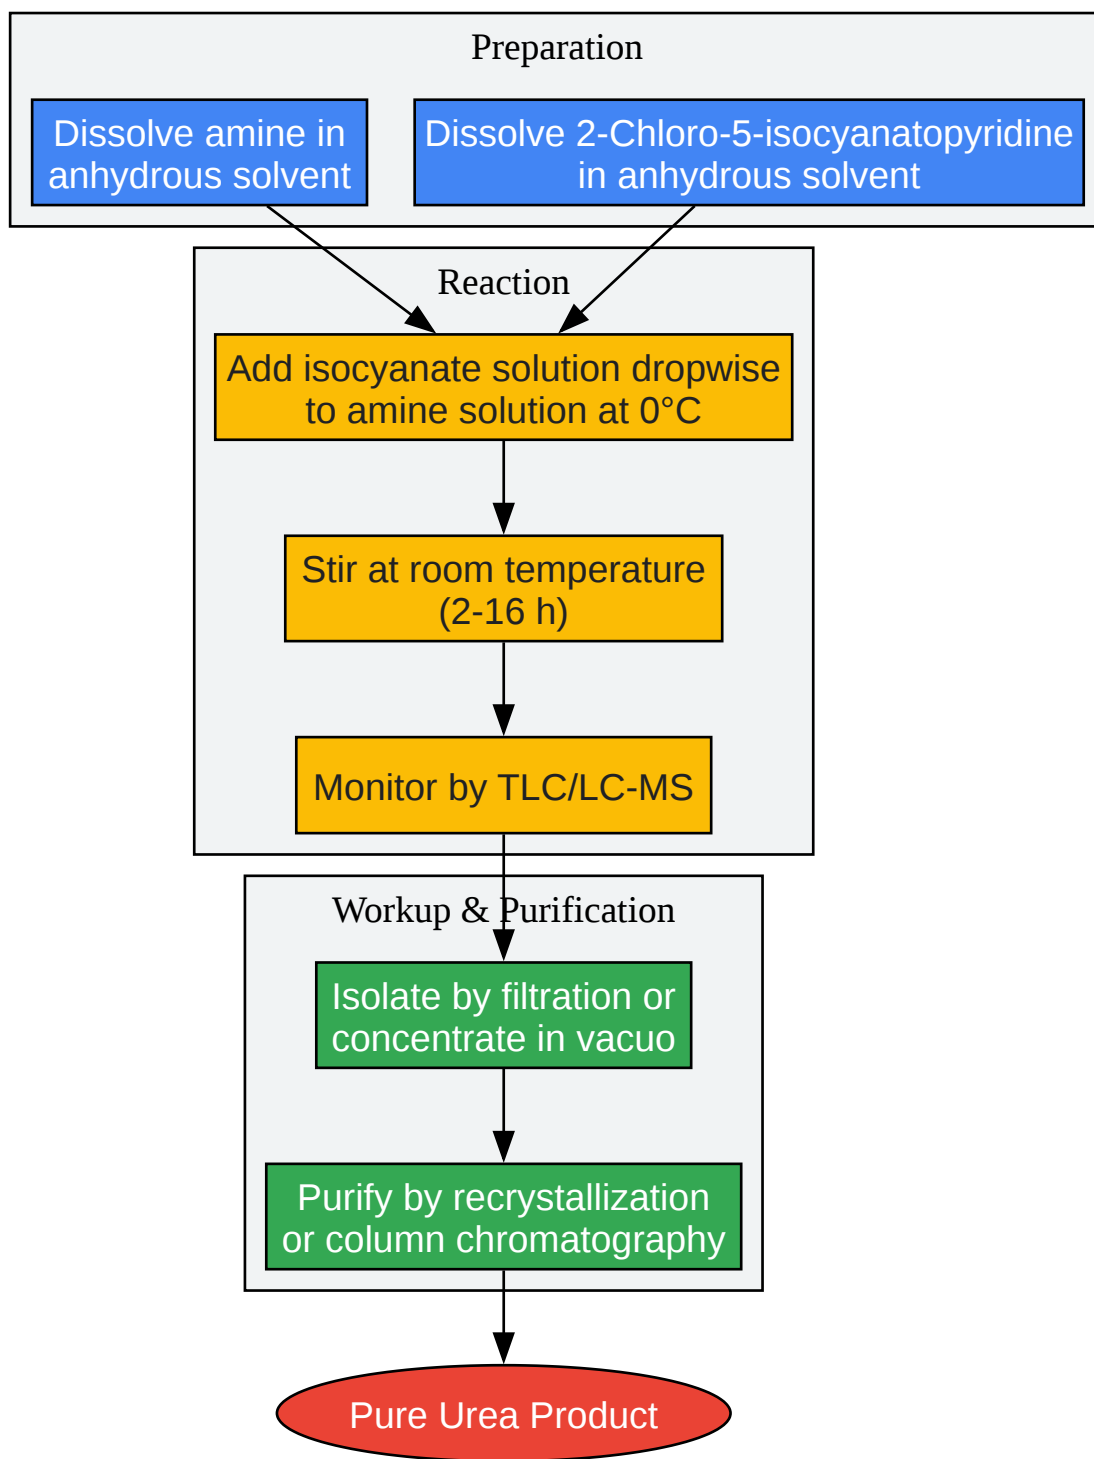 Preparation
Dissolve amine in
anhydrous solvent
Dissolve 2-Chloro-5-isocyanatopyridine
in anhydrous solvent
Reaction
Add isocyanate solution dropwise
to amine solution at 0°C
Stir at room temperature
(2-16 h)
Monitor by TLC/LC-MS
Workup & Purification
Isolate by filtration or
concentrate in vacuo
Purify by recrystallization
or column chromatography
Pure Urea Product